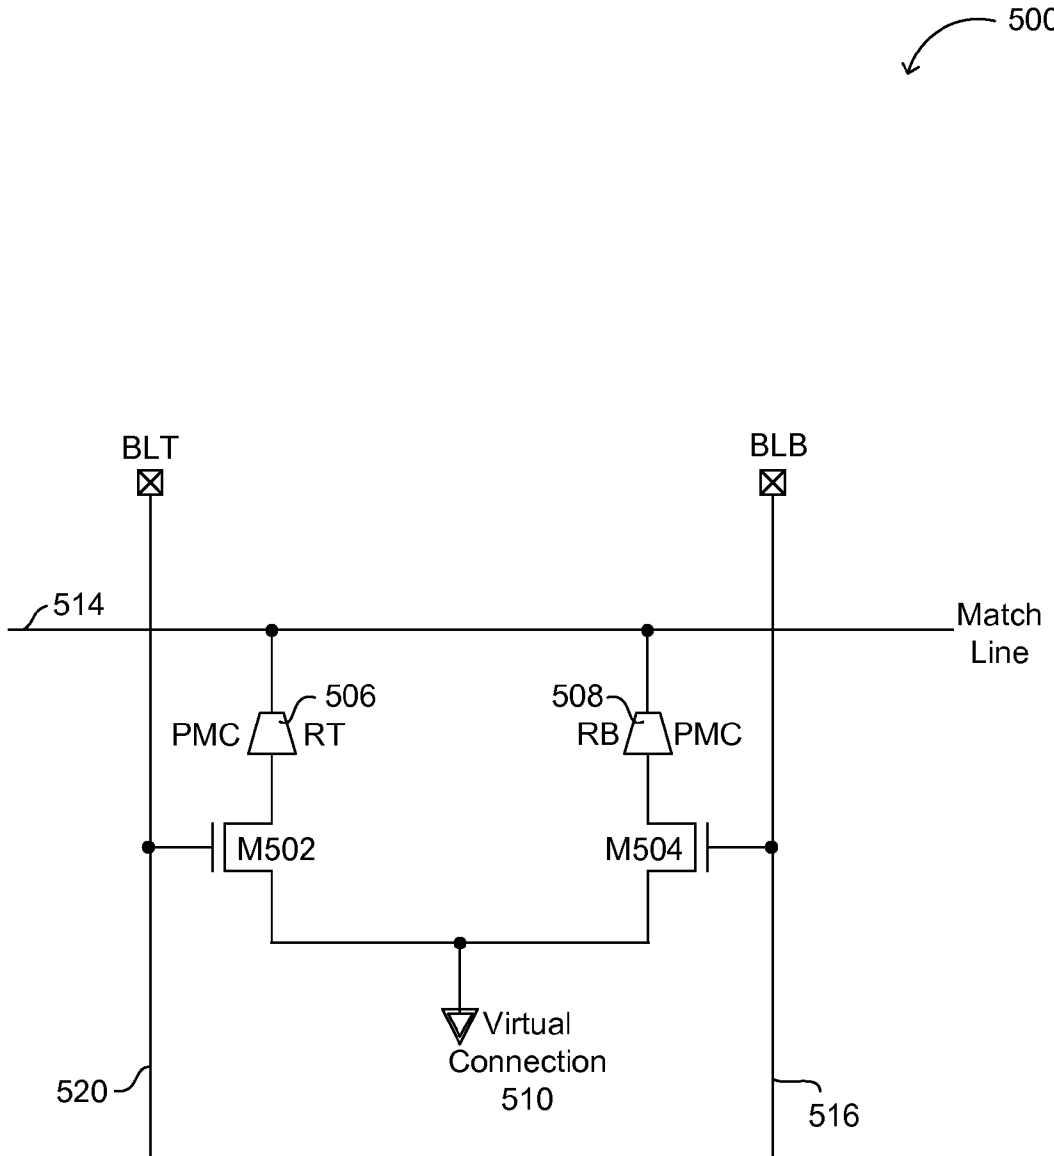 500
BLT
BLB
514
Match
Line
506
508
PMC
RT
RB
PMC
M502
M504
Virtual
Connection
510
520
516